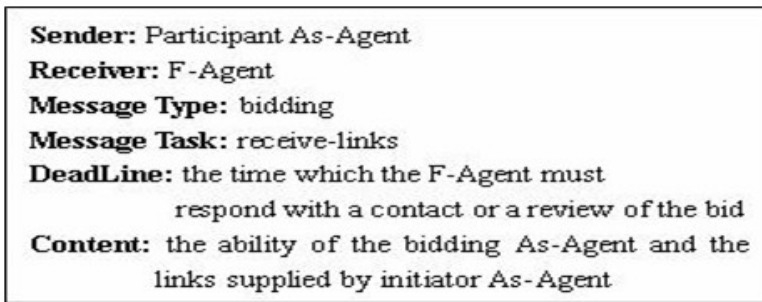 Sender: Participant As-Agent
Receiver: F-Agent
Message Type: bidding
Message Task: receive-links
DeadLine: the time which the F-Agent must
respond with a contact or a review of the bid
Content: the ability of the bidding As-Agent and the
links supplied by initiator As-Agent